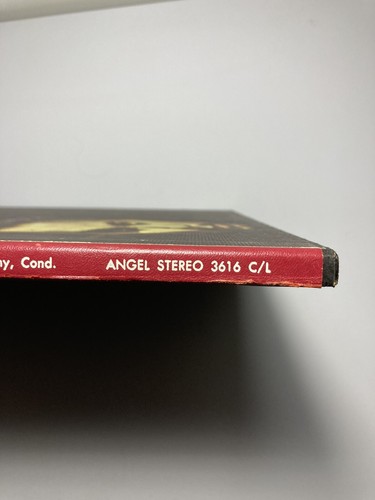 Cond. ANGEL STEREO 3616 C/L